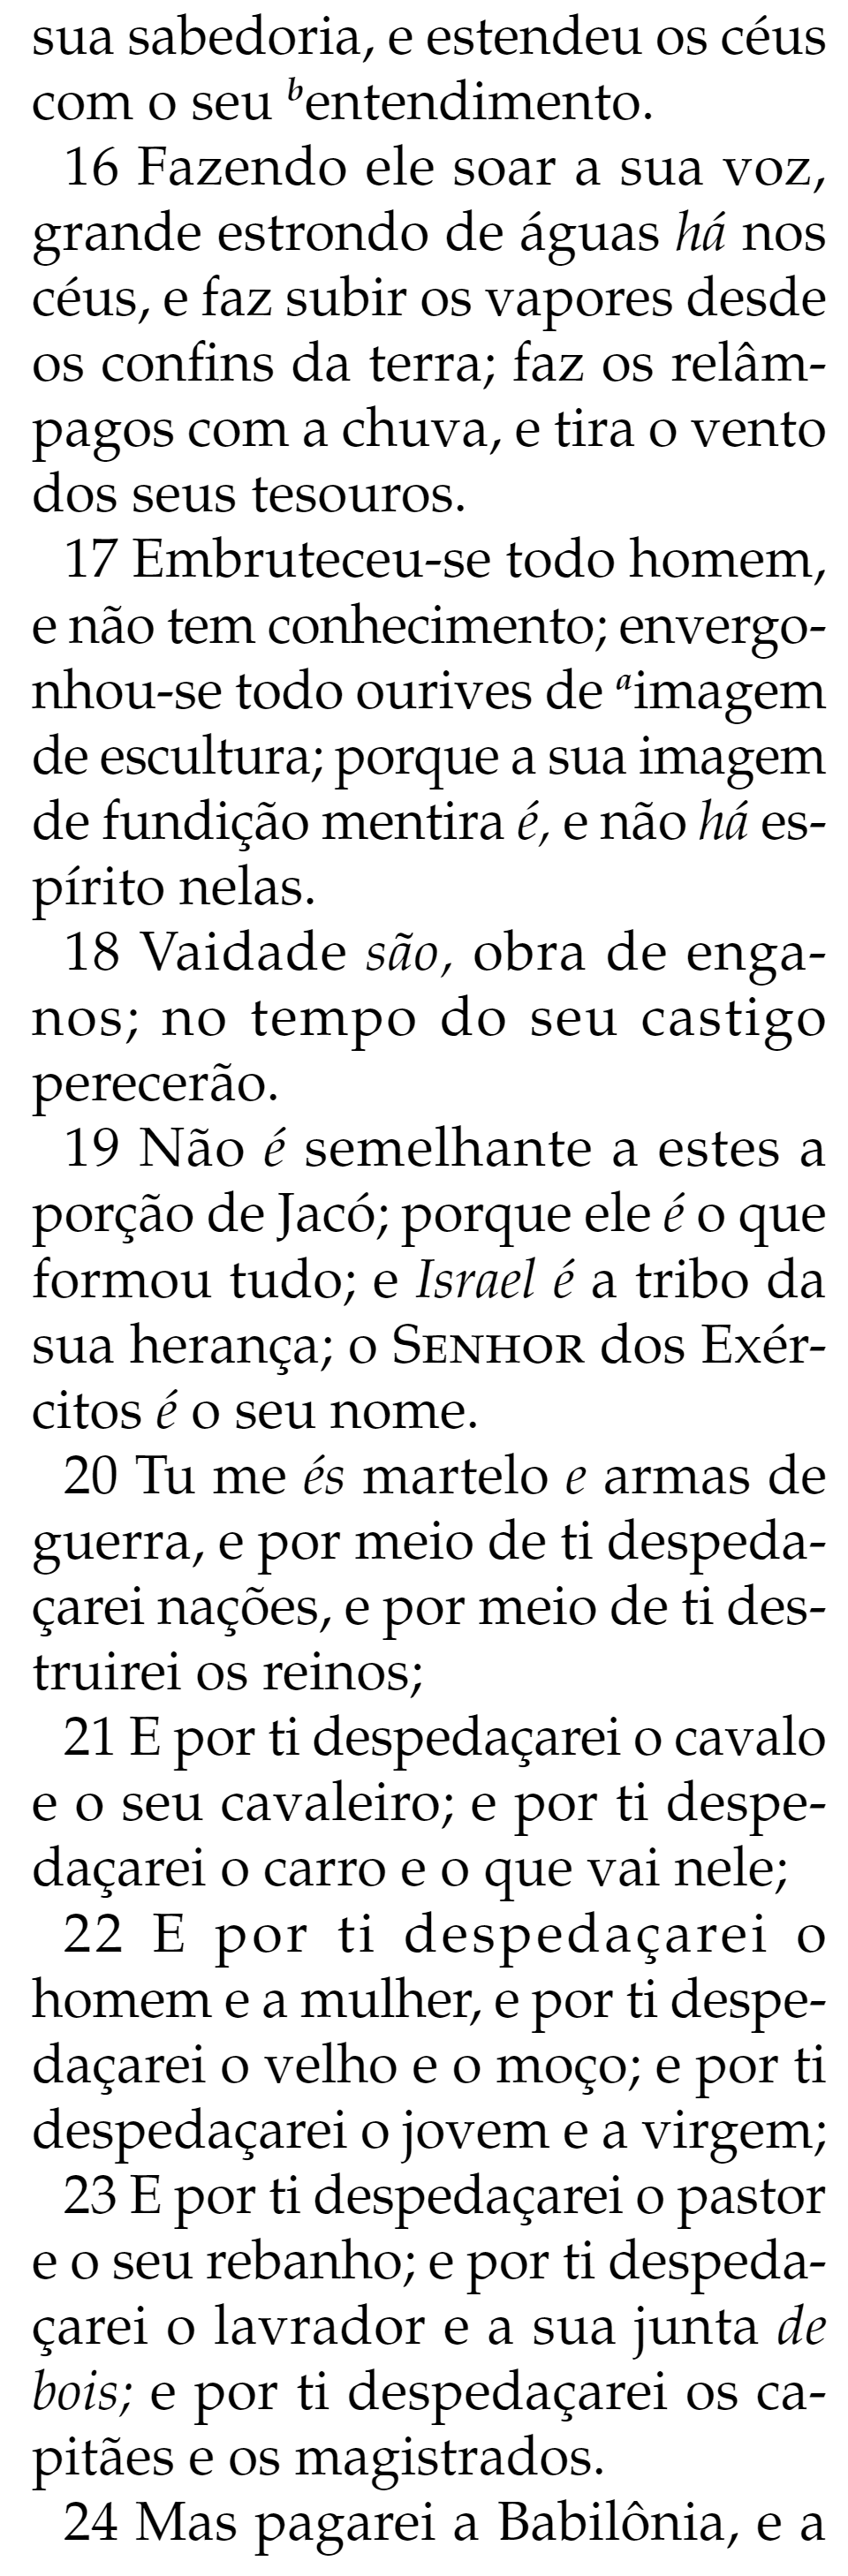 sua sabedoria, e estendeu os céus
com o seu ᵇentendimento.
16 Fazendo ele soar a sua voz,
grande estrondo de águas há nos
céus, e faz subir os vapores desde
os confins da terra; faz os relâm-
pagos com a chuva, e tira o vento
dos seus tesouros.
17 Embruteceu-se todo homem,
e não tem conhecimento; envergo-
nhou-se todo ourives de ᵃimagem
de escultura; porque a sua imagem
de fundição mentira é, e não há es-
pírito nelas.
18 Vaidade são, obra de enga-
nos; no tempo do seu castigo
perecerão.
19 Não é semelhante a estes a
porção de Jacó; porque ele é o que
formou tudo; e Israel é a tribo da
sua herança; o SENHOR dos Exér-
citos é o seu nome.
20 Tu me és martelo e armas de
guerra, e por meio de ti despeda-
çarei nações, e por meio de ti des-
truirei os reinos;
21 E por ti despedaçarei o cavalo
e o seu cavaleiro; e por ti despe-
daçarei o carro e o que vai nele;
22 E por ti despedaçarei o
homem e a mulher, e por ti despe-
daçarei o velho e o moço; e por ti
despedaçarei o jovem e a virgem;
23 E por ti despedaçarei o pastor
e o seu rebanho; e por ti despeda-
çarei o lavrador e a sua junta de
bois; e por ti despedaçarei os ca-
pitães e os magistrados.
24 Mas pagarei a Babilônia, e a